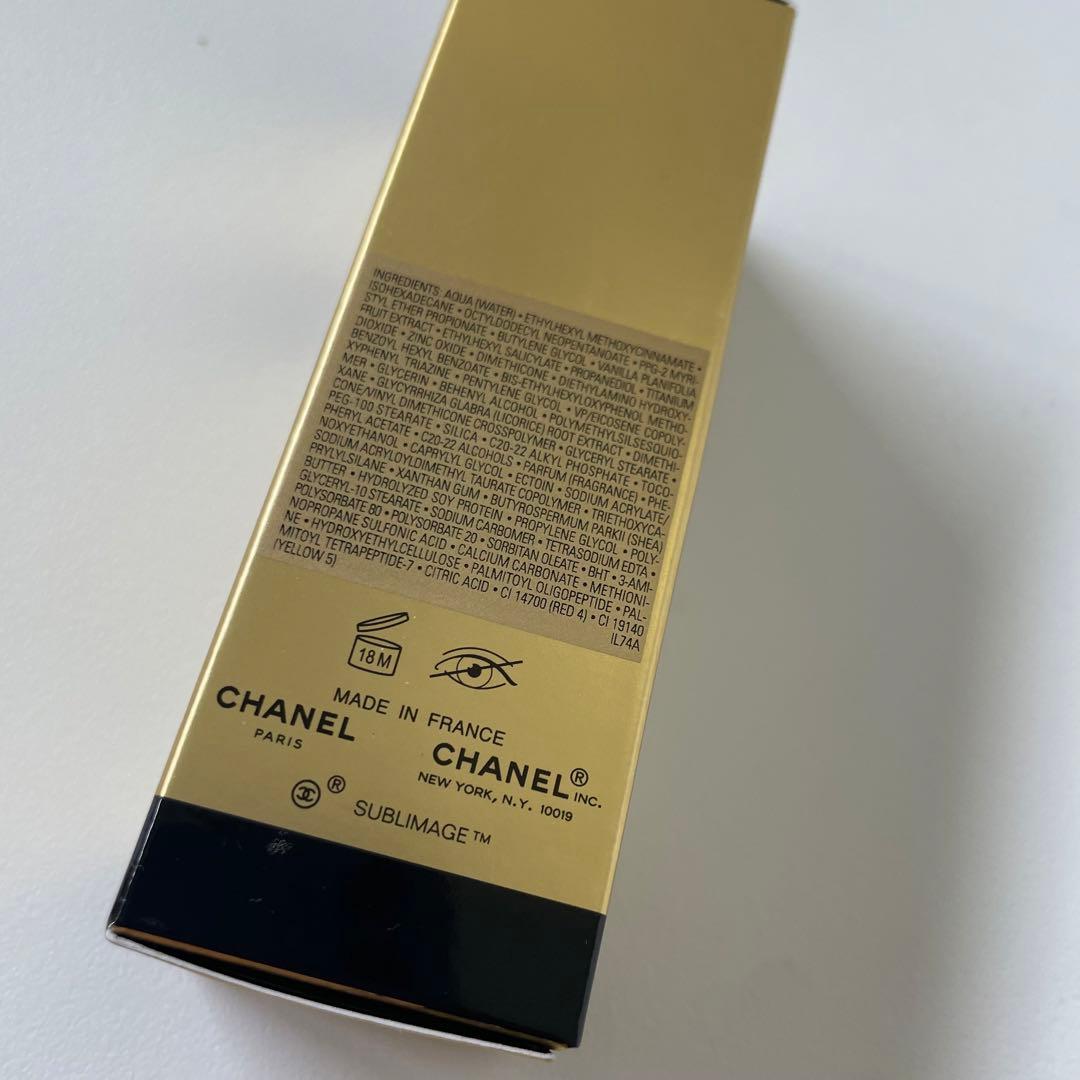 INGREDIENTS: AQUA (WATER) • ETHYLHEXYL METHOXYCINNAMATE •
ISOHEXADECANE • OCTYLDODECYL NEOPENTANOATE • PPG-2 MYRI-
STYL ETHER PROPIONATE • BUTYLENE GLYCOL • VANILLA PLANIFOLIA
FRUIT EXTRACT • ETHYLHEXYL SALICYLATE • PROPANEDIOL • TITANIUM
DIOXIDE • ZINC OXIDE • DIMETHICONE • DIETHYLAMINO HYDROXY-
BENZOYL HEXYL BENZOATE • BIS-ETHYLHEXYLOXYPHENOL METHO-
XYPHENYL TRIAZINE • PENTYLENE GLYCOL • VP/EICOSENE COPOLY-
MER • GLYCERIN • BEHENYL ALCOHOL • POLYMETHYLSILSESQUIO-
XANE • GLYCYRRHIZA GLABRA (LICORICE) ROOT EXTRACT • DIMETHI-
CONE/VINYL DIMETHICONE CROSSPOLYMER • GLYCERYL STEARATE •
PEG-100 STEARATE • SILICA • C20-22 ALKYL PHOSPHATE • TOCO-
PHERYL ACETATE • C20-22 ALCOHOLS • PARFUM (FRAGRANCE) • PHE-
NOXYETHANOL • CAPRYLYL GLYCOL • ECTOIN • SODIUM ACRYLATE/
SODIUM ACRYLOYLDIMETHYL TAURATE COPOLYMER • TRIETHOXYCA-
PRYLYLSILANE • XANTHAN GUM • BUTYROSPERMUM PARKII (SHEA)
BUTTER • HYDROLYZED SOY PROTEIN • PROPYLENE GLYCOL • POLY-
GLYCERYL-10 STEARATE • SODIUM CARBOMER • TETRASODIUM EDTA •
POLYSORBATE 80 • POLYSORBATE 20 • SORBITAN OLEATE • BHT • 3-AMI-
NOPROPANE SULFONIC ACID • CALCIUM CARBONATE • METHIONI-
NE • HYDROXYETHYLCELLULOSE • PALMITOYL OLIGOPEPTIDE • PAL-
MITOYL TETRAPEPTIDE-7 • CITRIC ACID • CI 14700 (RED 4) • CI 19140
(YELLOW 5)
IL74A
18 M
MADE IN FRANCE
CHANEL
PARIS
CHANEL® INC.
NEW YORK, N.Y. 10019
®
SUBLIMAGE™